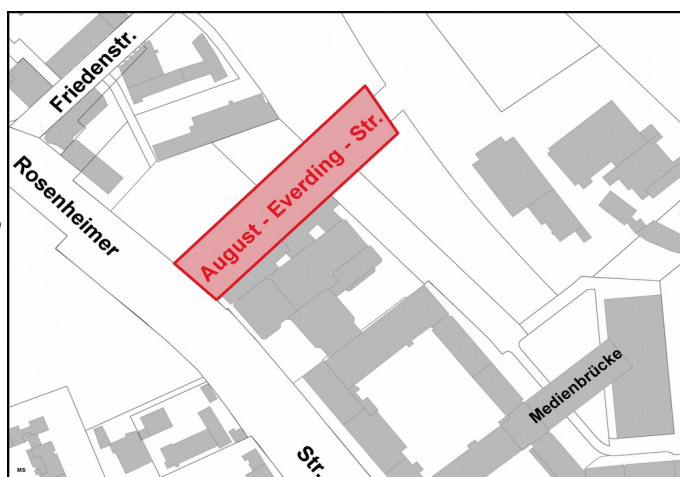 Friedenstr.
Rosenheimer
August - Everding - Str.
Medienbrücke
Str.
MS